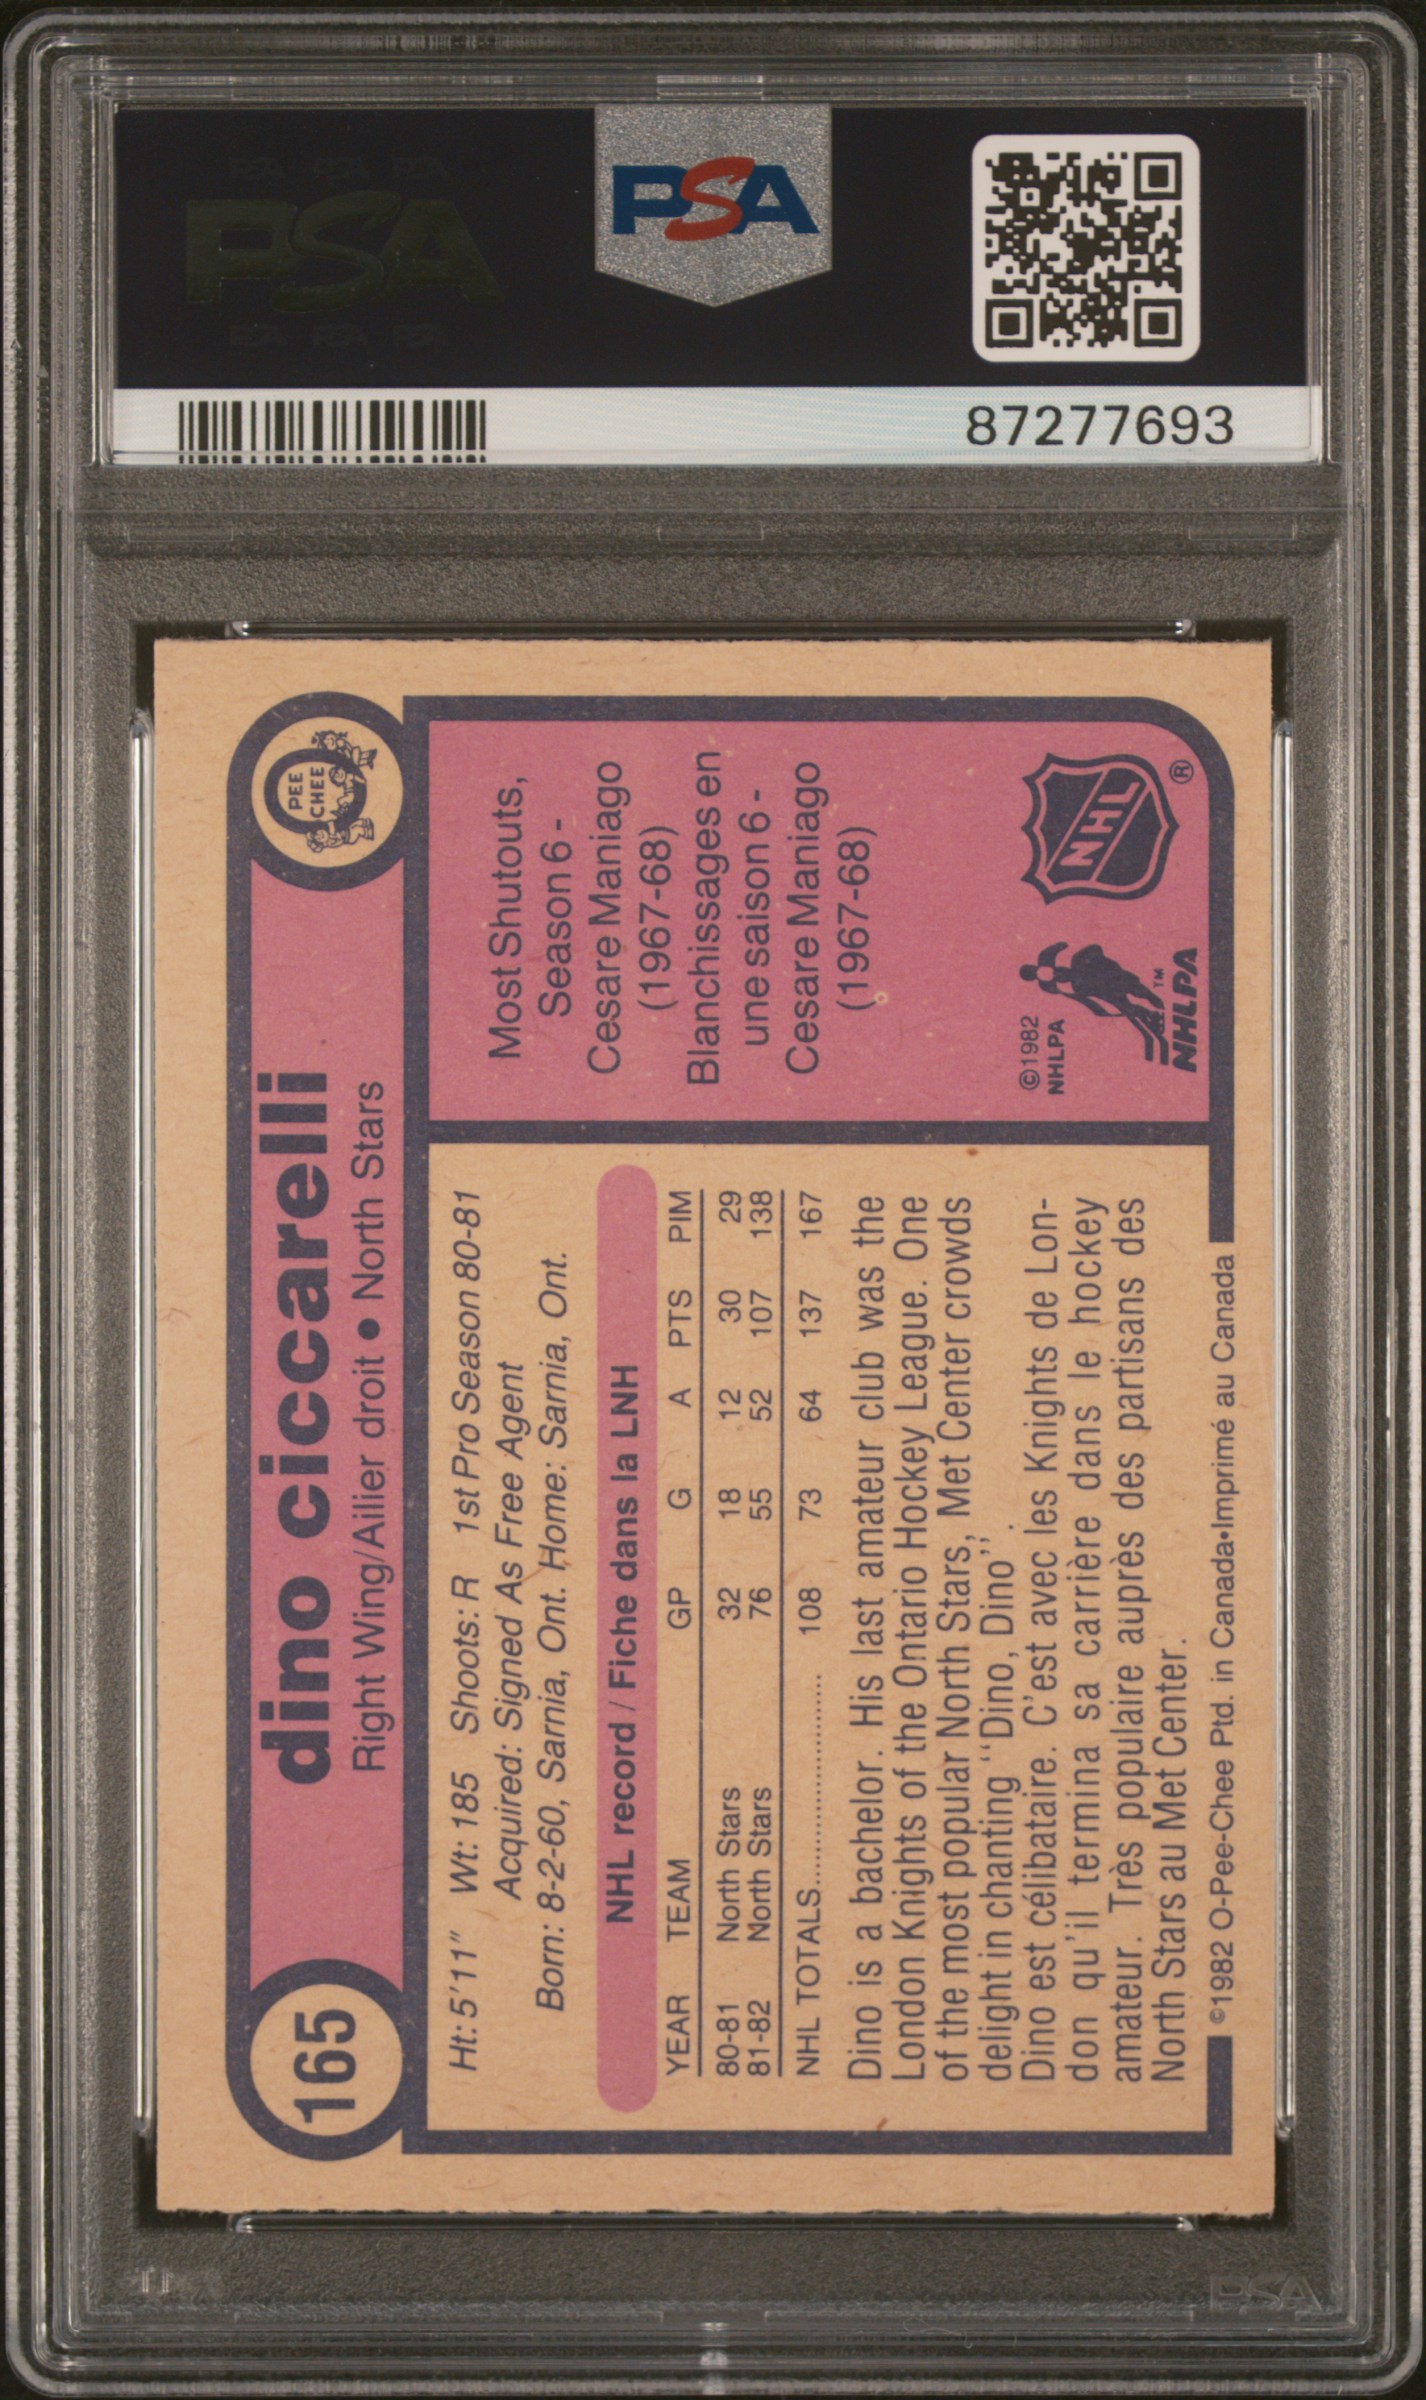 PSA
PSA
87277693
165
dino ciccarelli
Right Wing/Ailier droit • North Stars
PEE
CHEE
Ht: 5'11" Wt: 185 Shoots: R 1st Pro Season 80-81
Acquired: Signed As Free Agent
Born: 8-2-60, Sarnia, Ont. Home: Sarnia, Ont.
NHL record / Fiche dans la LNH
YEAR TEAM GP G A PTS PIM
80-81 North Stars 32 18 12 30 29
81-82 North Stars 76 55 52 107 138
NHL TOTALS.................... 108 73 64 137 167
Dino is a bachelor. His last amateur club was the
London Knights of the Ontario Hockey League. One
of the most popular North Stars, Met Center crowds
delight in chanting "Dino, Dino".
Dino est célibataire. C'est avec les Knights de Lon-
don qu'il termina sa carrière dans le hockey
amateur. Très populaire auprès des partisans des
North Stars au Met Center.
©1982 O-Pee-Chee Ptd. in Canada•Imprimé au Canada
Most Shutouts,
Season 6 -
Cesare Maniago
(1967-68)
Blanchissages en
une saison 6 -
Cesare Maniago
(1967-68)
©1982
NHLPA
TM
NHLPA
NHL
®
PSA